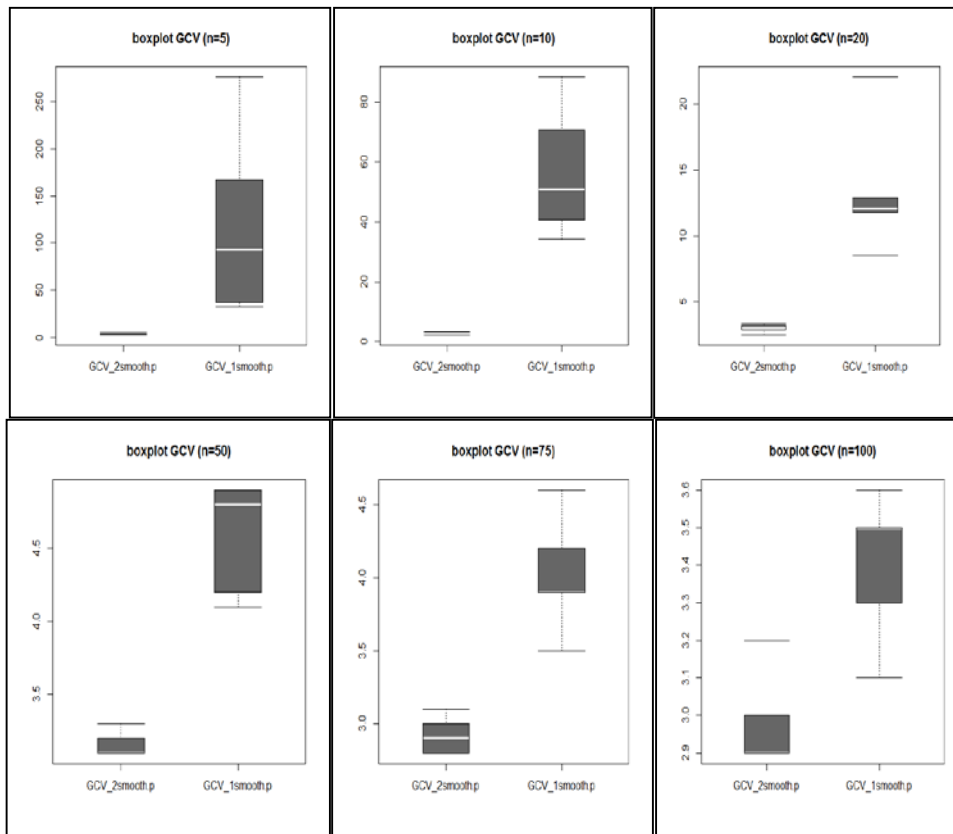 boxplot GCV (n=5)
250
200
150
100
50
0
GCV_2smooth.p GCV_1smooth.p
boxplot GCV (n=10)
80
60
40
20
0
GCV_2smooth.p GCV_1smooth.p
boxplot GCV (n=20)
20
15
10
5
GCV_2smooth.p GCV_1smooth.p
boxplot GCV (n=50)
4.5
4.0
3.5
GCV_2smooth.p GCV_1smooth.p
boxplot GCV (n=75)
4.5
4.0
3.5
3.0
GCV_2smooth.p GCV_1smooth.p
boxplot GCV (n=100)
3.6
3.5
3.4
3.3
3.2
3.1
3.0
2.9
GCV_2smooth.p GCV_1smooth.p